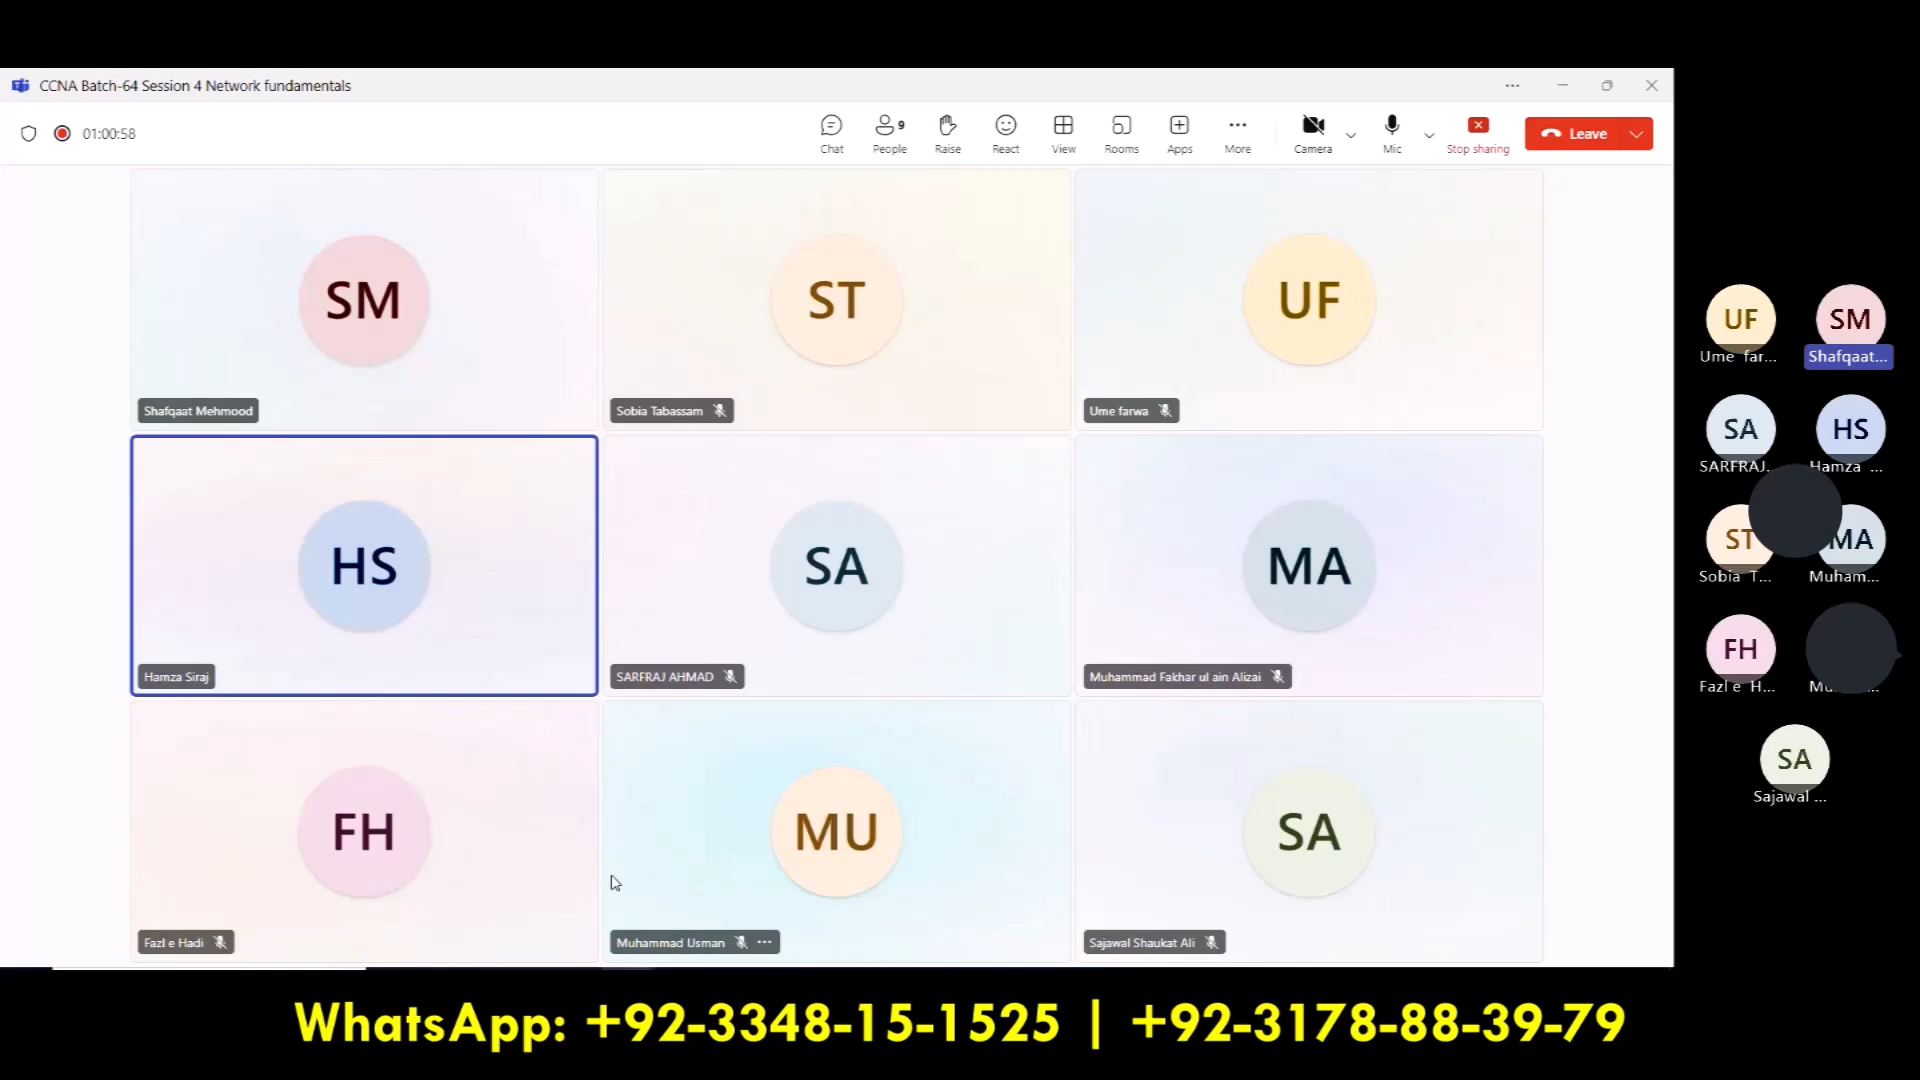 CCNA Batch-64 Session 4 Network fundamentals
01:00:58
Chat
9
People
Raise
React
View
Rooms
Apps
More
Camera
Mic
Stop sharing
Leave
SM
Shafqaat Mehmood
ST
Sobia Tabassam
UF
Ume farwa
HS
Hamza Siraj
SA
SARFRAJ AHMAD
MA
Muhammad Fakhar ul ain Alizai
FH
Fazl e Hadi
MU
Muhammad Usman
SA
Sajawal Shaukat Ali
UF
Ume far...
SM
Shafqaat...
SA
SARFRAJ...
HS
Hamza ...
ST
Sobia T...
MA
Muham...
FH
Fazl e H...
SA
Sajawal ...
WhatsApp: +92-3348-15-1525 | +92-3178-88-39-79